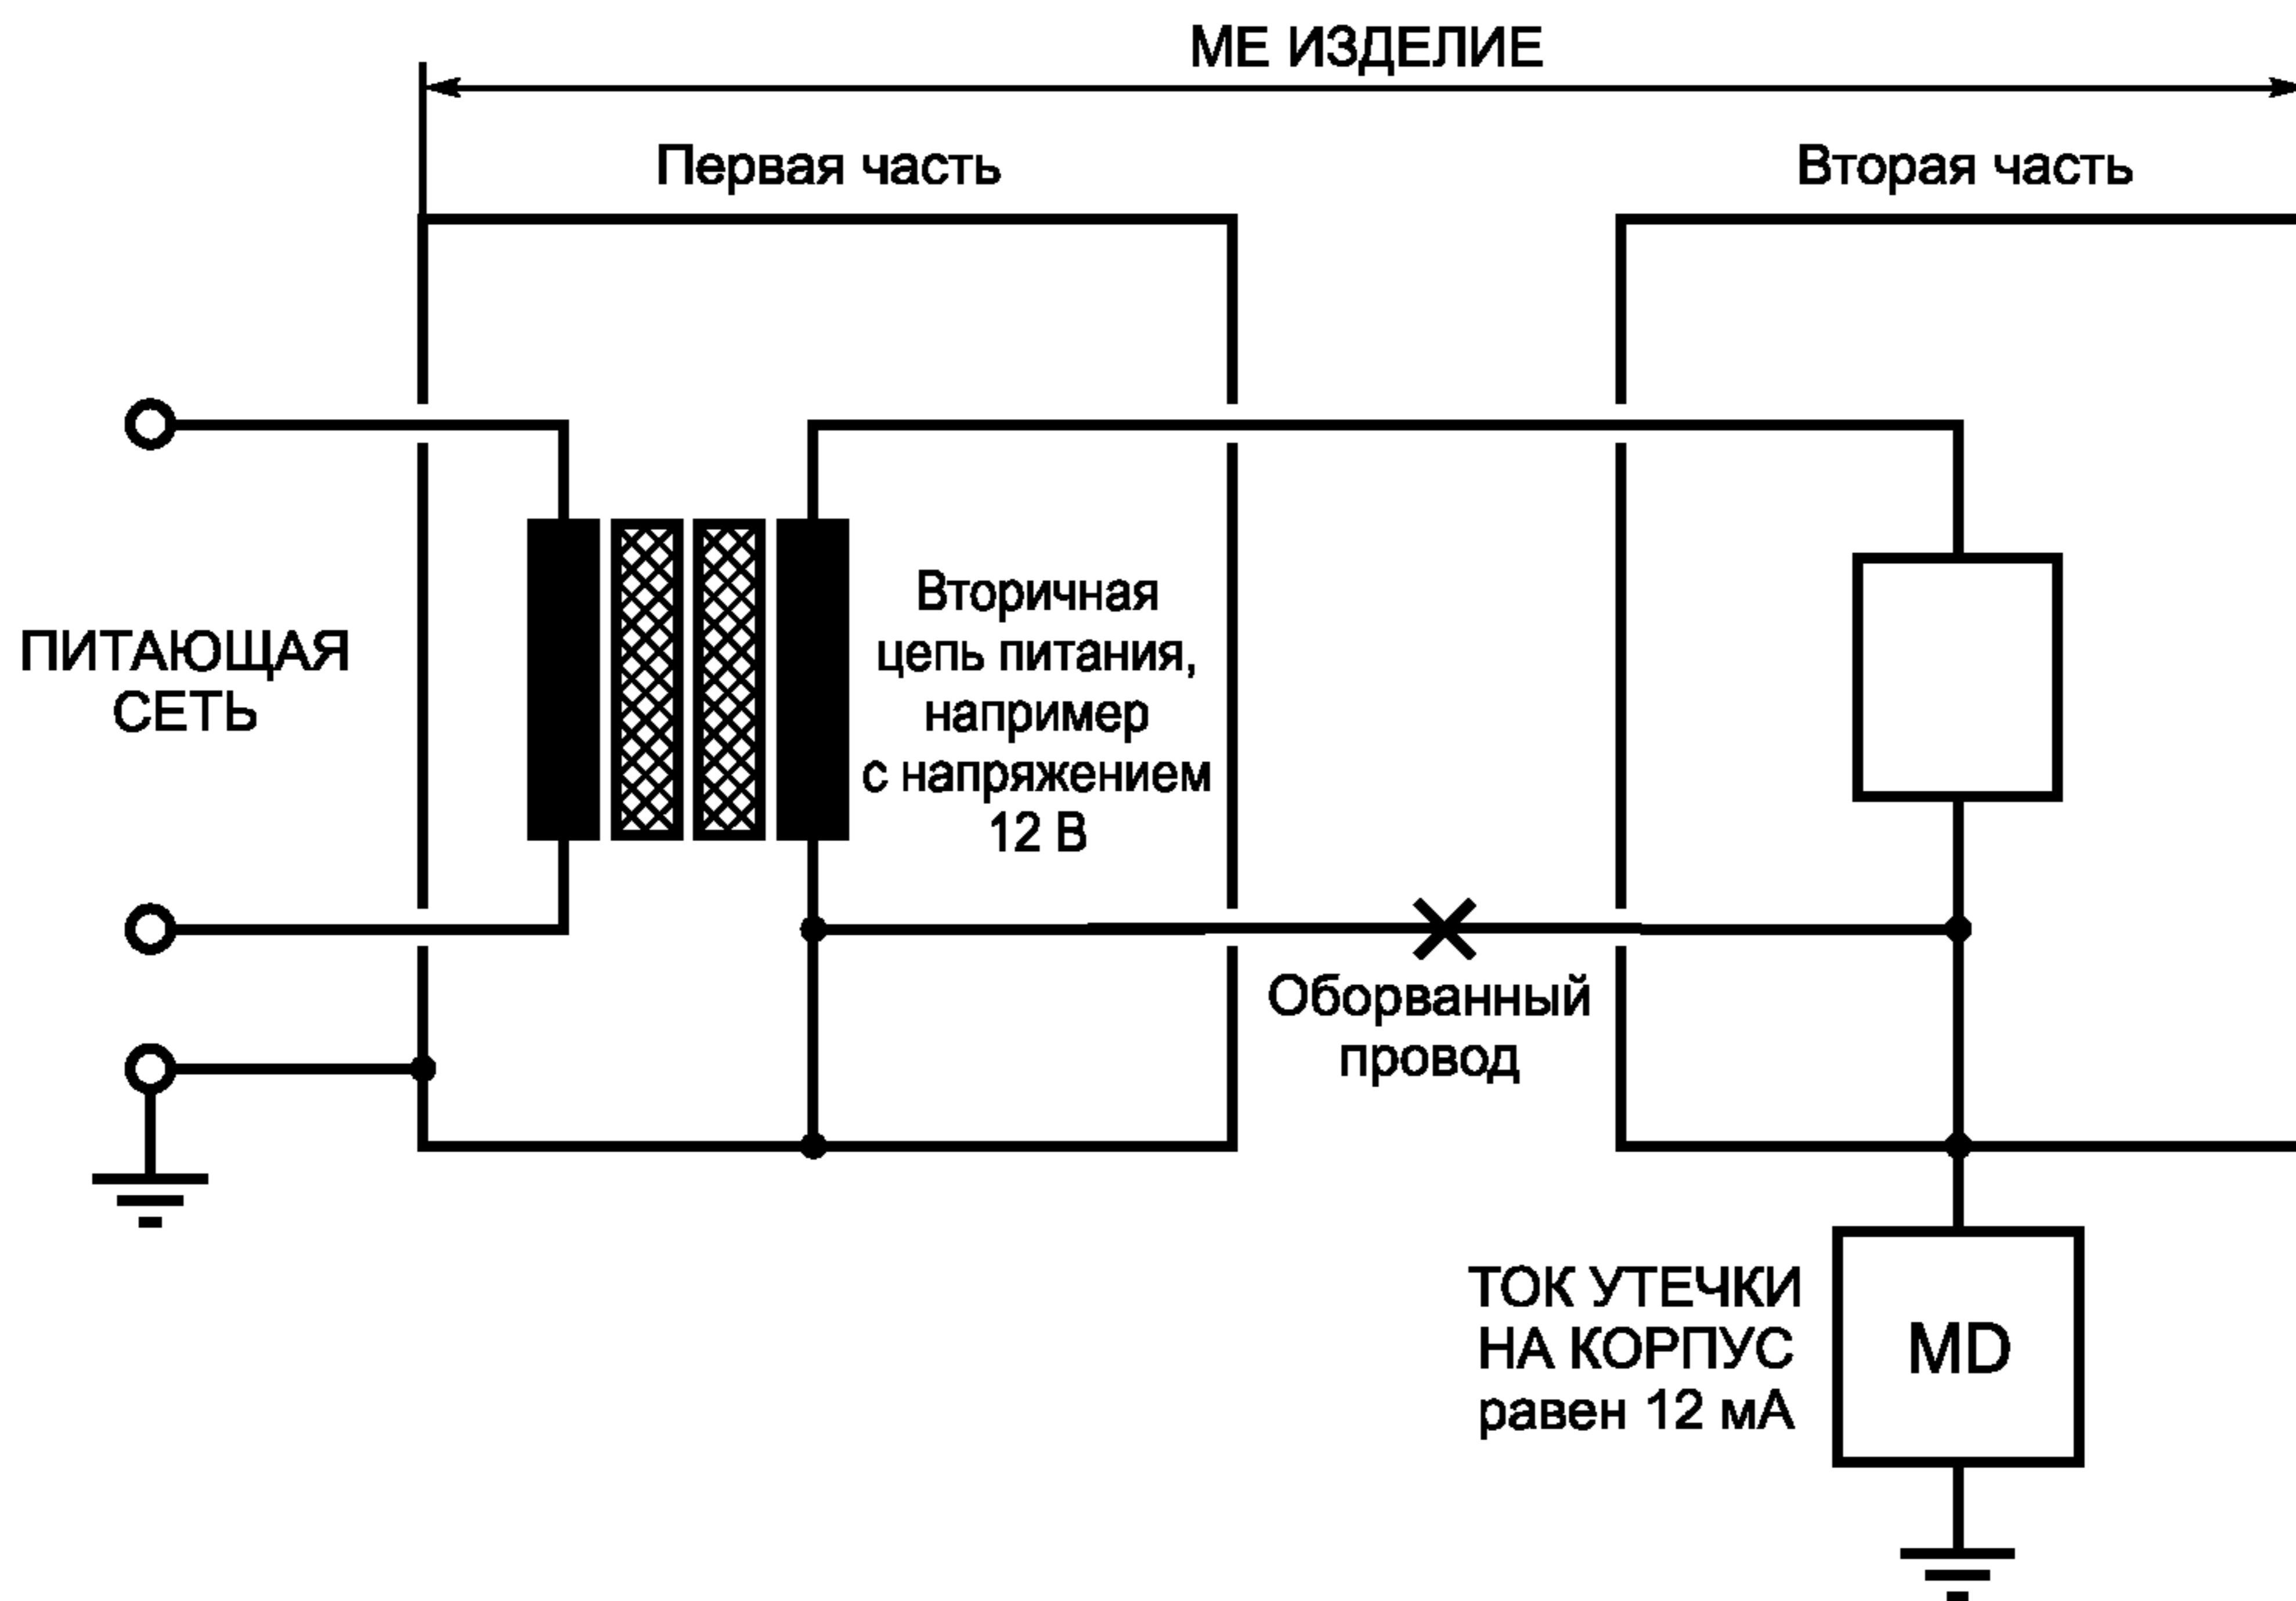 МЕ ИЗДЕЛИЕ
Первая часть
Вторая часть
ПИТАЮЩАЯ
СЕТЬ
Вторичная
цепь питания,
например
с напряжением
12 В
Оборванный
провод
ТОК УТЕЧКИ
НА КОРПУС
равен 12 мА
MD